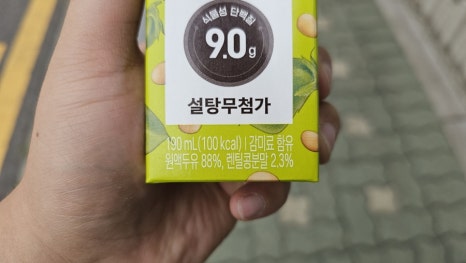 식물성 단백질
9.0g
설탕무첨가
190 mL(100 kcal) | 감미료 함유
원액두유 88%, 렌틸콩분말 2.3%